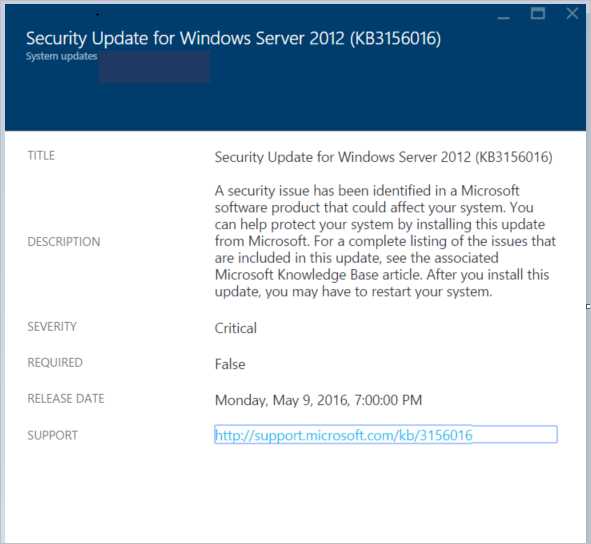 Security Update for Windows Server 2012 (KB3156016)
System updates
TITLE
Security Update for Windows Server 2012 (KB3156016)
DESCRIPTION
A security issue has been identified in a Microsoft
software product that could affect your system. You
can help protect your system by installing this update
from Microsoft. For a complete listing of the issues that
are included in this update, see the associated
Microsoft Knowledge Base article. After you install this
update, you may have to restart your system.
SEVERITY
Critical
REQUIRED
False
RELEASE DATE
Monday, May 9, 2016, 7:00:00 PM
SUPPORT
http://support.microsoft.com/kb/3156016